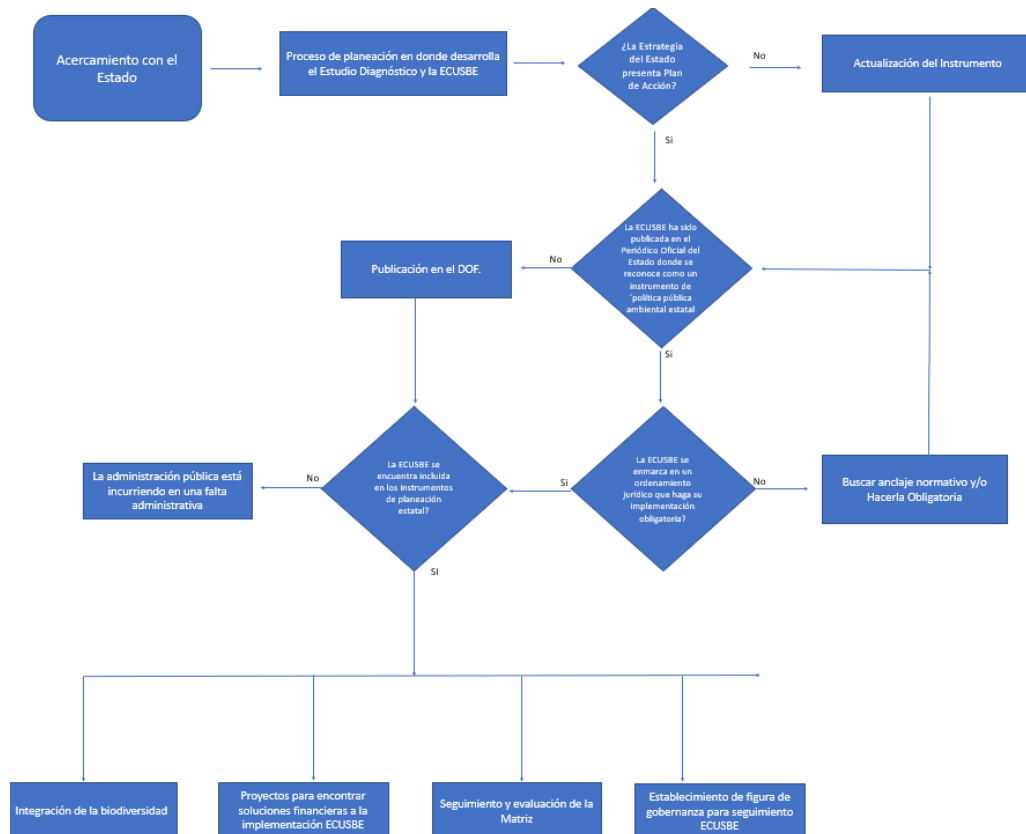 Acercamiento con el
Estado
Proceso de planeación en donde desarrolla
el Estudio Diagnóstico y la ECUSBE
¿La Estrategia
del Estado
presenta Plan
de Acción?
No
Actualización del Instrumento
Si
La ECUSBE ha sido
publicada en el
Periódico Oficial del
Estado donde se
reconoce como un
instrumento de
´política pública
ambiental estatal
No
Publicación en el DOF.
Si
La ECUSBE se
encuentra incluida
en los instrumentos
de planeación
estatal?
No
La administración pública está
incurriendo en una falta
administrativa
La ECUSBE se
enmarca en un
ordenamiento
jurídico que haga su
implementación
obligatoria?
Si
No
Buscar anclaje normativo y/o
Hacerla Obligatoria
SI
Integración de la biodiversidad
Proyectos para encontrar
soluciones financieras a la
implementación ECUSBE
Seguimiento y evaluación de la
Matriz
Establecimiento de figura de
gobernanza para seguimiento
ECUSBE